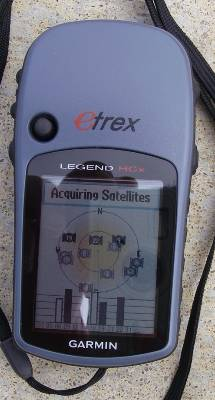 etrex
LEGEND HCx
Acquiring Satellites
N
GARMIN